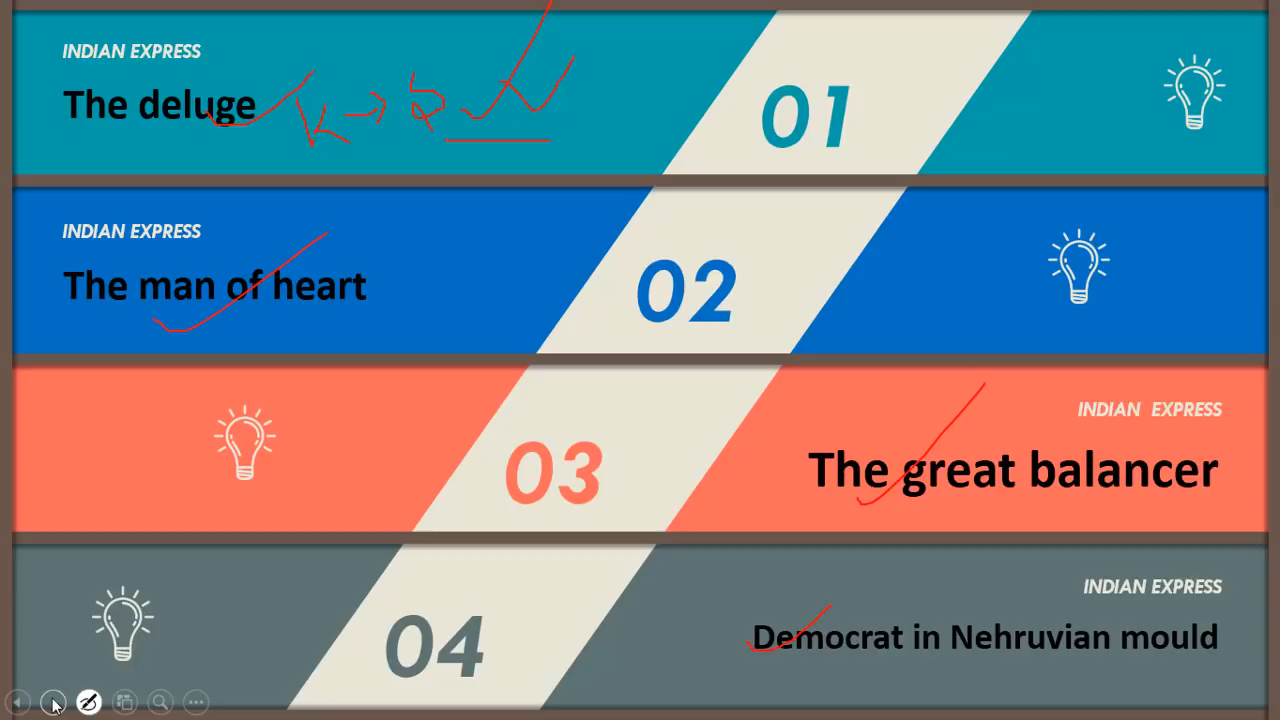 INDIAN EXPRESS
The deluge
01
INDIAN EXPRESS
The man of heart
02
INDIAN EXPRESS
03
The great balancer
INDIAN EXPRESS
04
Democrat in Nehruvian mould